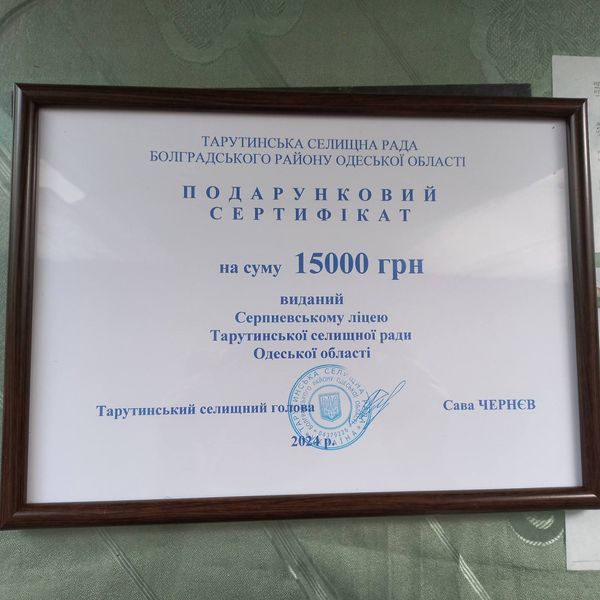 ТАРУТИНСЬКА СЕЛИЩНА РАДА
БОЛГРАДСЬКОГО РАЙОНУ ОДЕСЬКОЇ ОБЛАСТІ
ПОДАРУНКОВИЙ
СЕРТИФІКАТ
на суму 15000 грн
виданий
Серпневському ліцею
Тарутинської селищної ради
Одеської області
Тарутинський селищний голова
Сава ЧЕРНЄВ
2024 р.